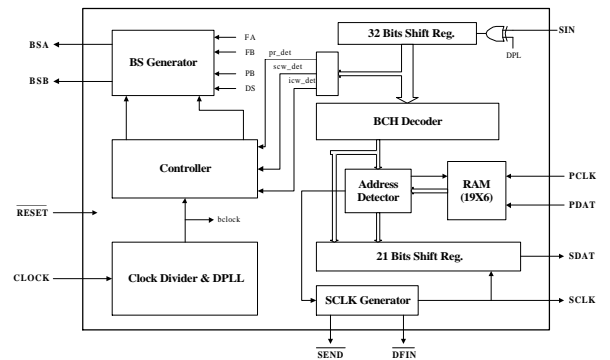 BSA
BSB
BS Generator
FA
FB
PB
DS
pr_det
scw_det
icw_det
32 Bits Shift Reg.
DPL
SIN
BCH Decoder
Controller
Address
Detector
RAM
(19X6)
PCLK
PDAT
RESET
bclock
CLOCK
Clock Divider & DPLL
21 Bits Shift Reg.
SDAT
SCLK Generator
SCLK
SEND
DFIN